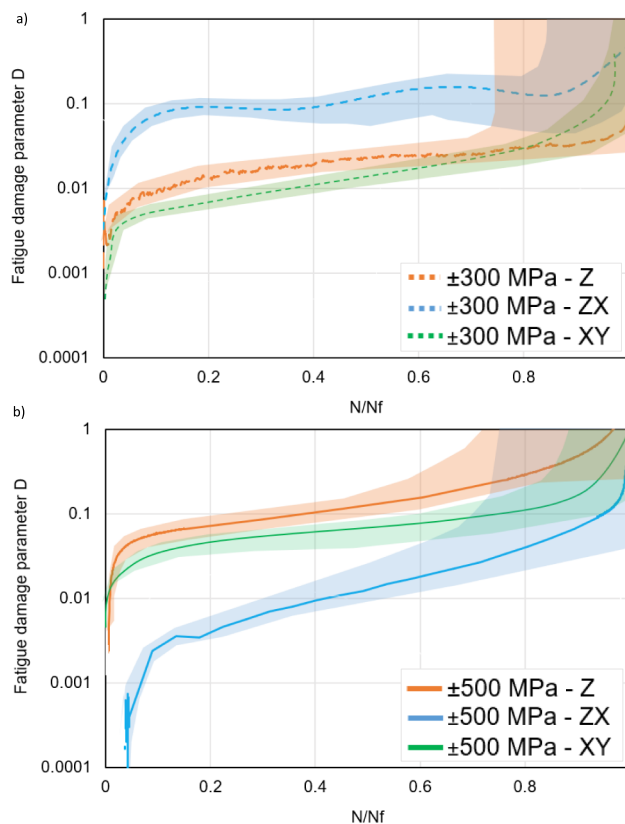 a)
Fatigue damage parameter D
1
0.1
0.01
0.001
0.0001
0
0.2
0.4
0.6
0.8
N/Nf
±300 MPa - Z
±300 MPa - ZX
±300 MPa - XY
b)
Fatigue damage parameter D
1
0.1
0.01
0.001
0.0001
0
0.2
0.4
0.6
0.8
N/Nf
±500 MPa - Z
±500 MPa - ZX
±500 MPa - XY